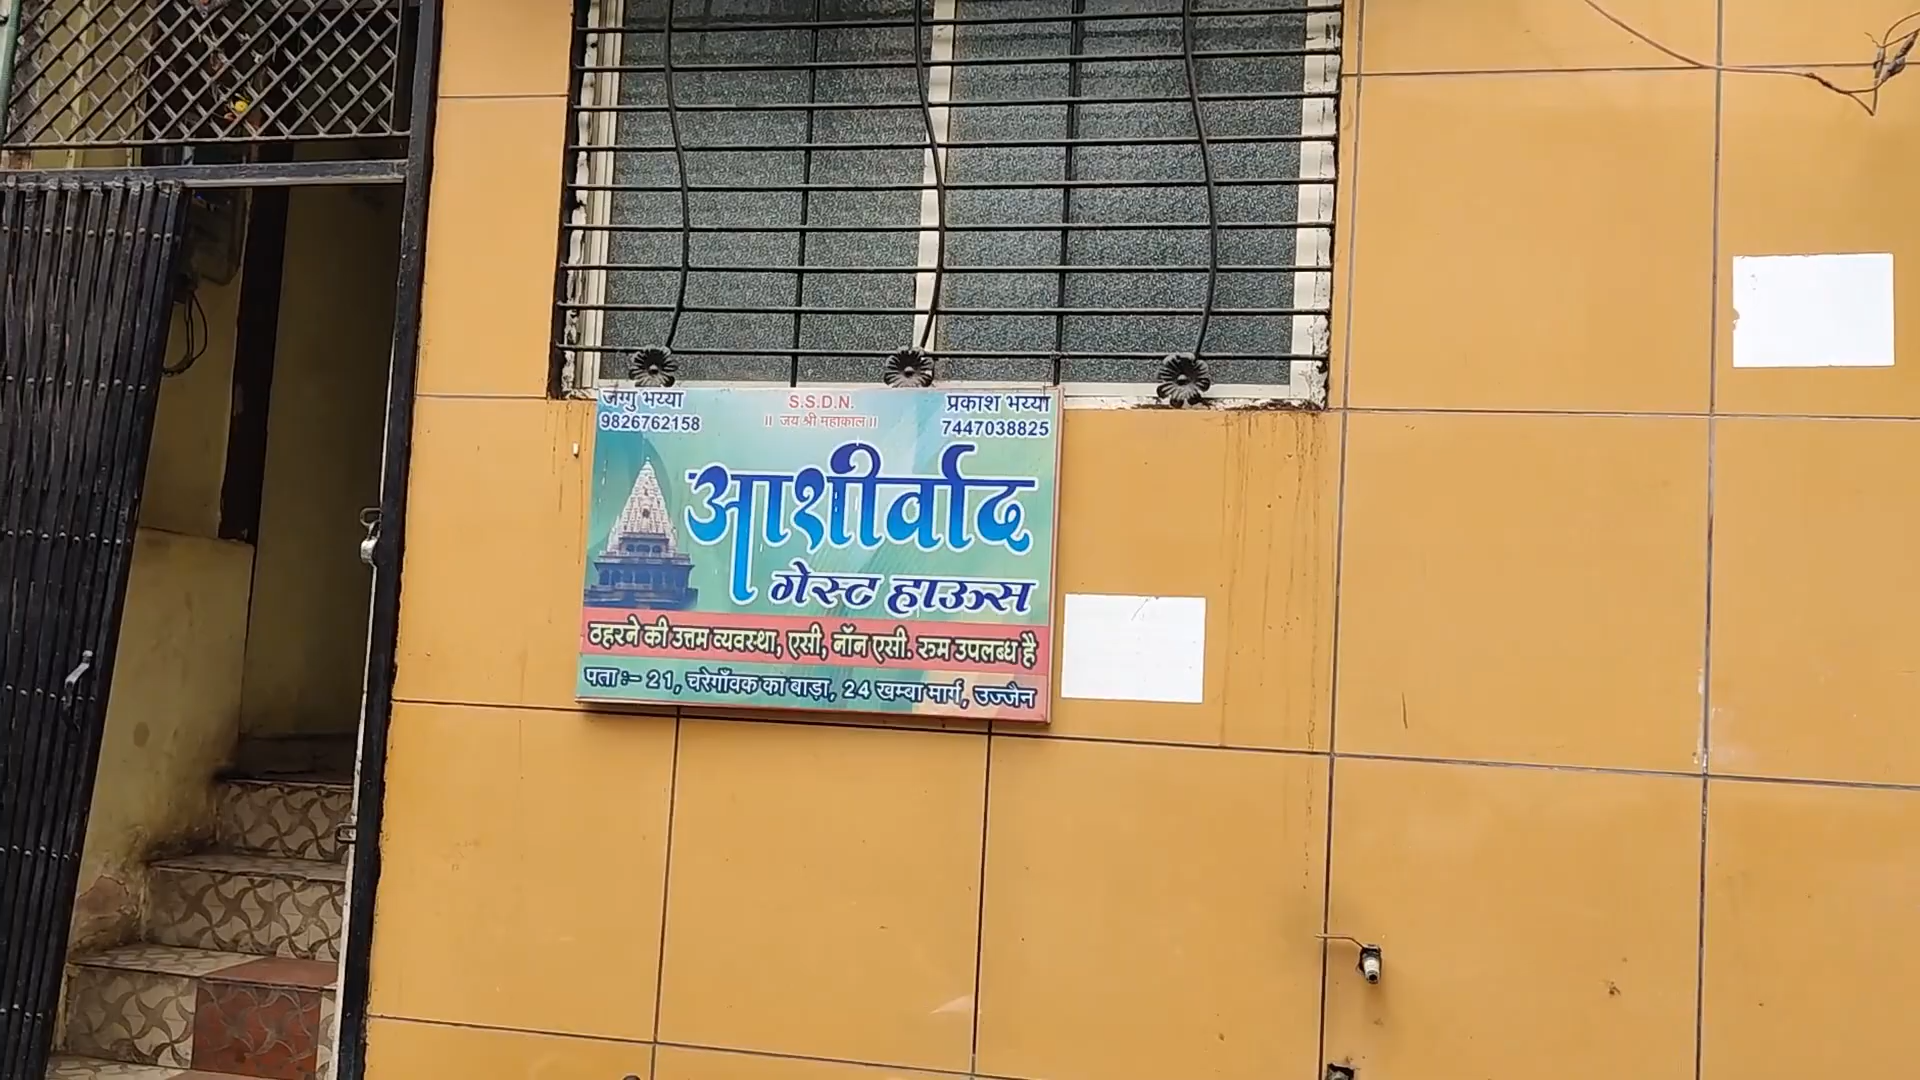 जग्गु भय्या
9826762158
S.S.D.N.
॥ जय श्री महाकाल ॥
प्रकाश भय्या
7447038825
आशीर्वाद
गेस्ट हाऊस
ठहरने की उत्तम व्यवस्था, एसी, नॉन एसी. रुम उपलब्ध है
पता :- 21, चरेगाँवक का बाड़ा, 24 खम्बा मार्ग, उज्जैन